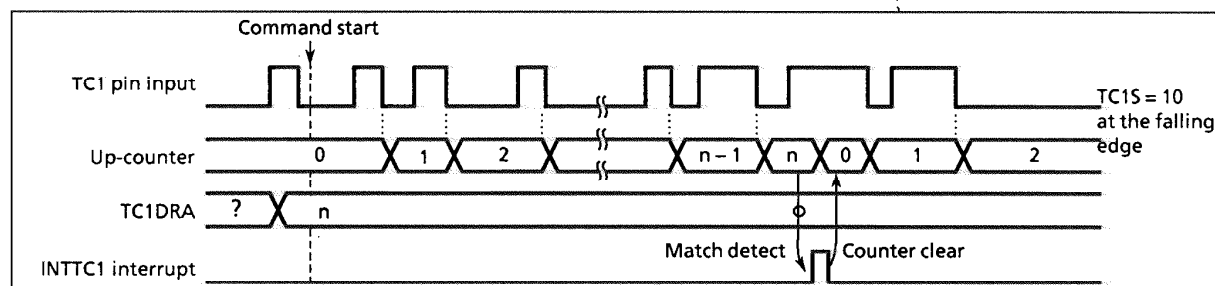 Command start
TC1 pin input
TC1S = 10
at the falling
edge
Up-counter
0 1 2 n – 1 n 0 1 2
TC1DRA
? n
Match detect Counter clear
INTTC1 interrupt